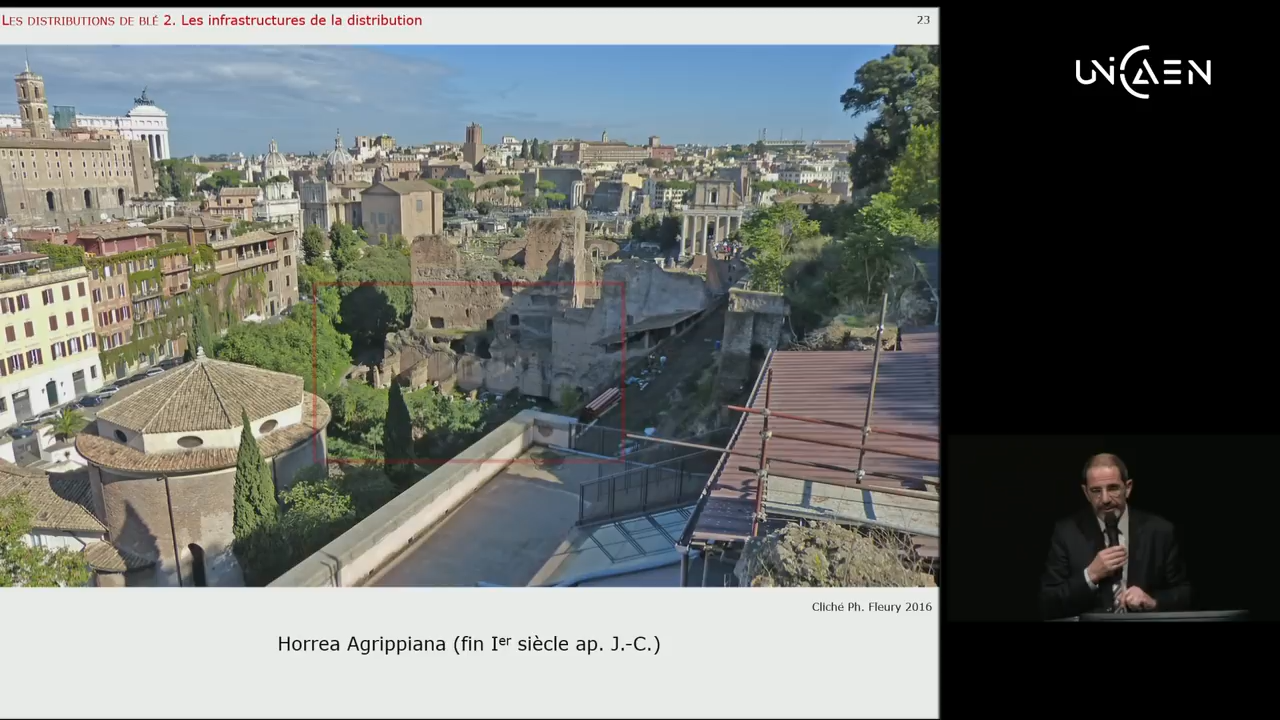 LES DISTRIBUTIONS DE BLÉ 2. Les infrastructures de la distribution
23
UNICAEN
Cliché Ph. Fleury 2016
Horrea Agrippiana (fin Iᵉʳ siècle ap. J.-C.)